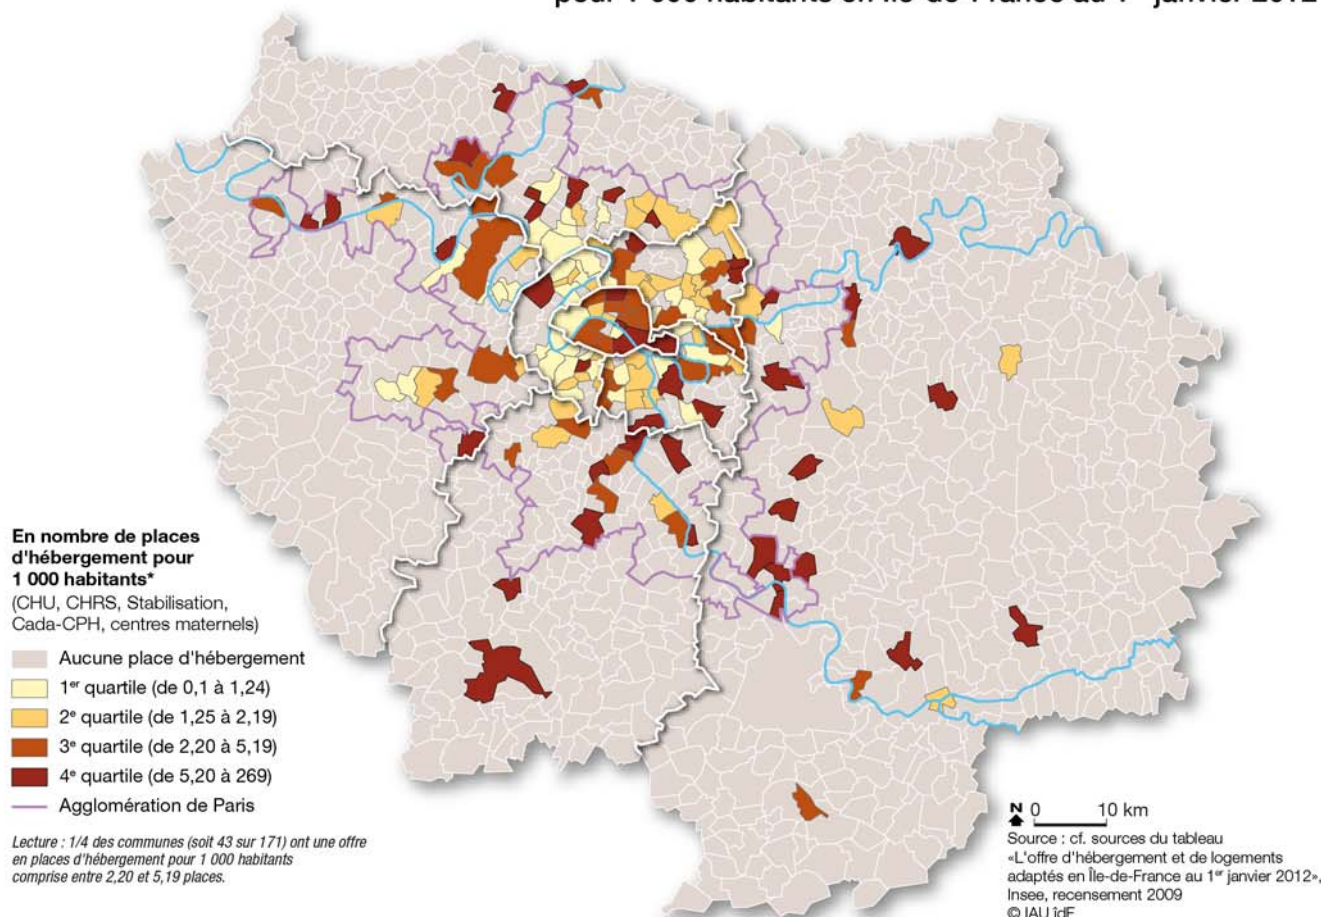 pour 1 000 habitants en Île-de-France au 1er janvier 2012
En nombre de places
d'hébergement pour
1 000 habitants*
(CHU, CHRS, Stabilisation,
Cada-CPH, centres maternels)
Aucune place d'hébergement
1er quartile (de 0,1 à 1,24)
2e quartile (de 1,25 à 2,19)
3e quartile (de 2,20 à 5,19)
4e quartile (de 5,20 à 269)
Agglomération de Paris
Lecture : 1/4 des communes (soit 43 sur 171) ont une offre
en places d'hébergement pour 1 000 habitants
comprise entre 2,20 et 5,19 places.
N 0 10 km
Source : cf. sources du tableau
«L'offre d'hébergement et de logements
adaptés en Île-de-France au 1er janvier 2012»,
Insee, recensement 2009
© IAU îdF